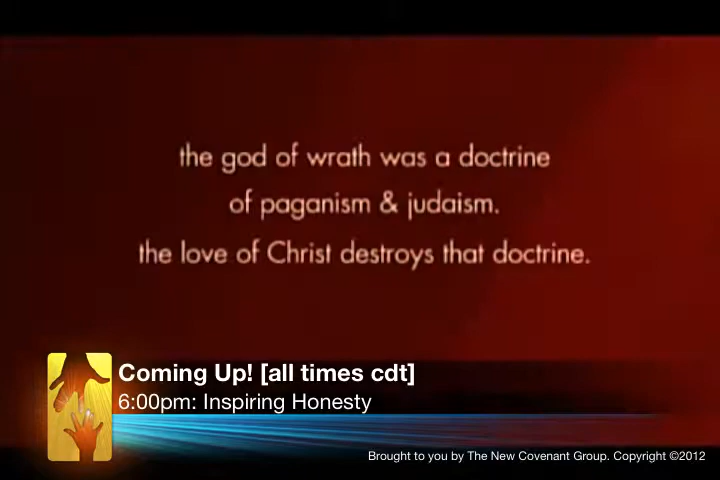 the god of wrath was a doctrine
of paganism & judaism.
the love of Christ destroys that doctrine.
Coming Up! [all times cdt]
6:00pm: Inspiring Honesty
Brought to you by The New Covenant Group. Copyright ©2012